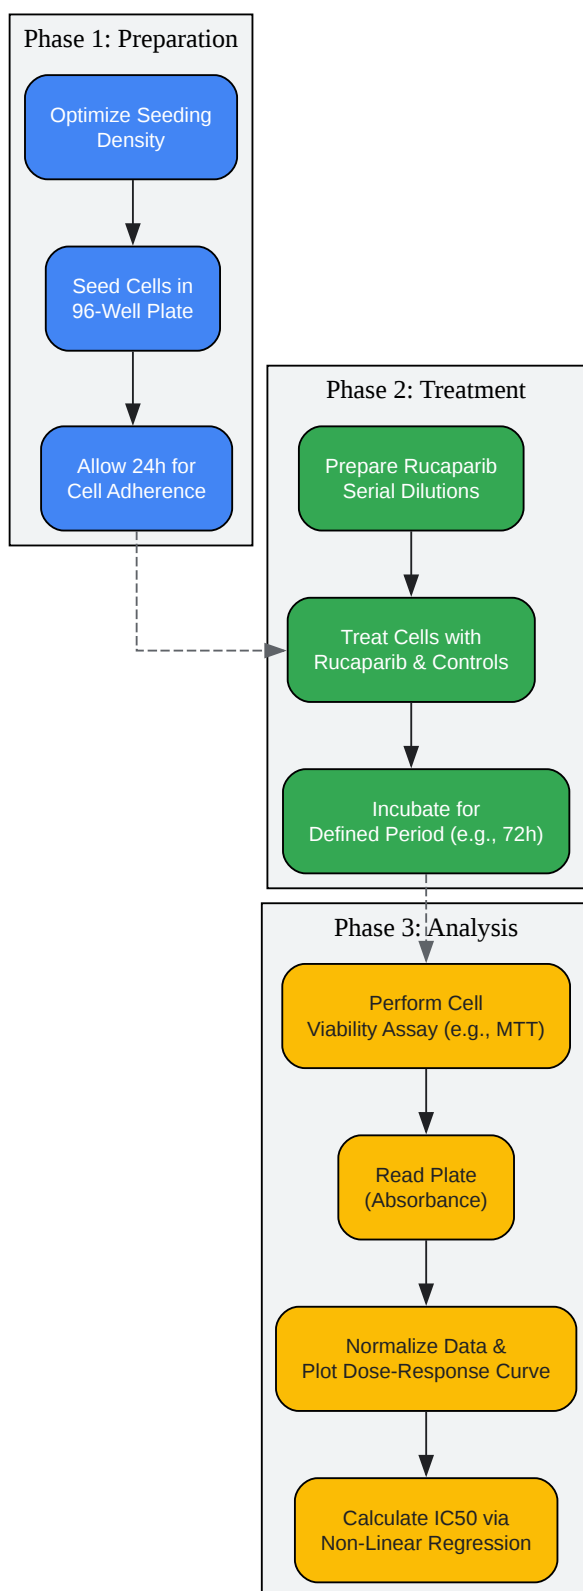 Phase 1: Preparation
Optimize Seeding
Density
Seed Cells in
96-Well Plate
Allow 24h for
Cell Adherence
Phase 2: Treatment
Prepare Rucaparib
Serial Dilutions
Treat Cells with
Rucaparib & Controls
Incubate for
Defined Period (e.g., 72h)
Phase 3: Analysis
Perform Cell
Viability Assay (e.g., MTT)
Read Plate
(Absorbance)
Normalize Data &
Plot Dose-Response Curve
Calculate IC50 via
Non-Linear Regression